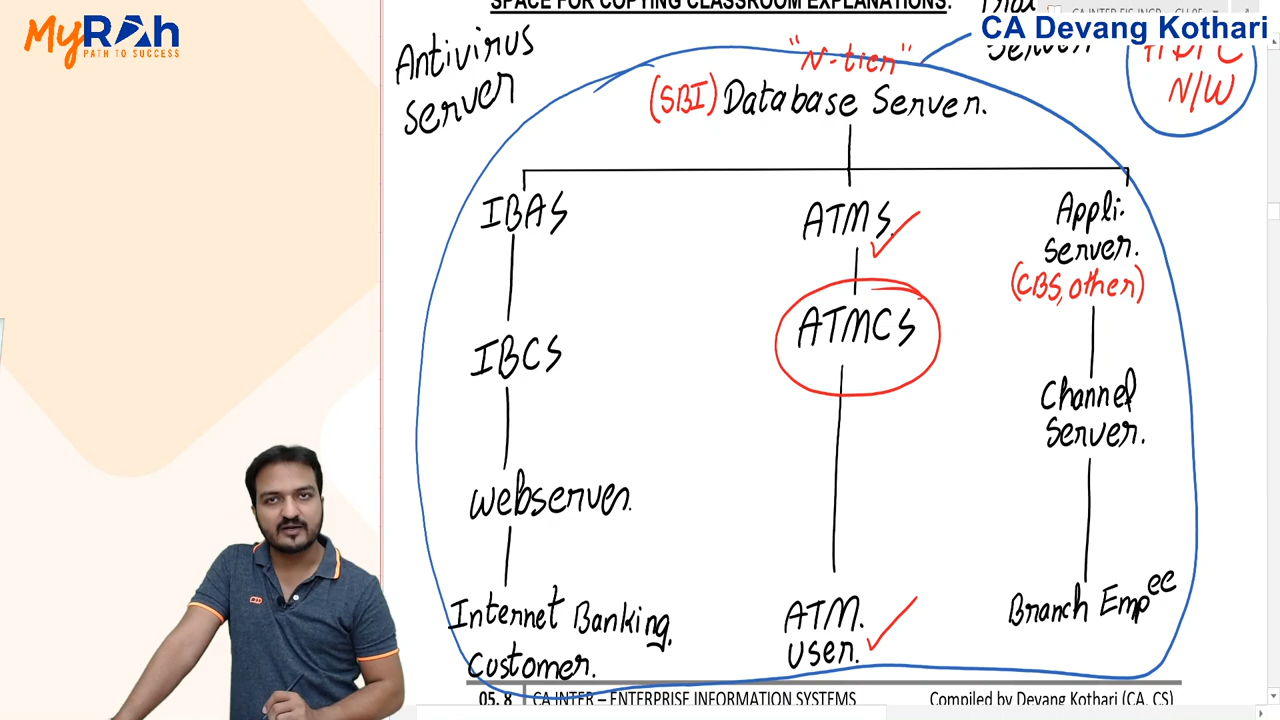 MyRAh
PATH TO SUCCESS
SPACE FOR COPYING CLASSROOM EXPLANATIONS:
CA Devang Kothari
Antivirus
Server
"N-tier"
(SBI) Database Server.
N/W
IBAS
ATMS
Appli.
Server.
(CBS, other)
IBCS
ATMCS
Channel
Server.
Webserver.
Internet Banking
Customer.
ATM.
User.
Branch Empee
05. 8 CA INTER – ENTERPRISE INFORMATION SYSTEMS Compiled by Devang Kothari (CA, CS)